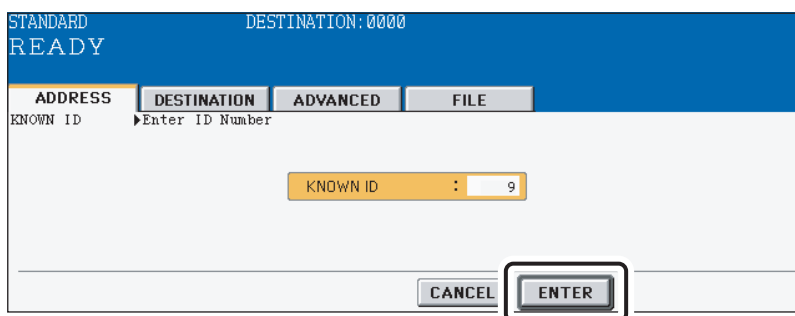 STANDARD DESTINATION:0000
READY
ADDRESS DESTINATION ADVANCED FILE
KNOWN ID ▶Enter ID Number
KNOWN ID : 9
CANCEL ENTER